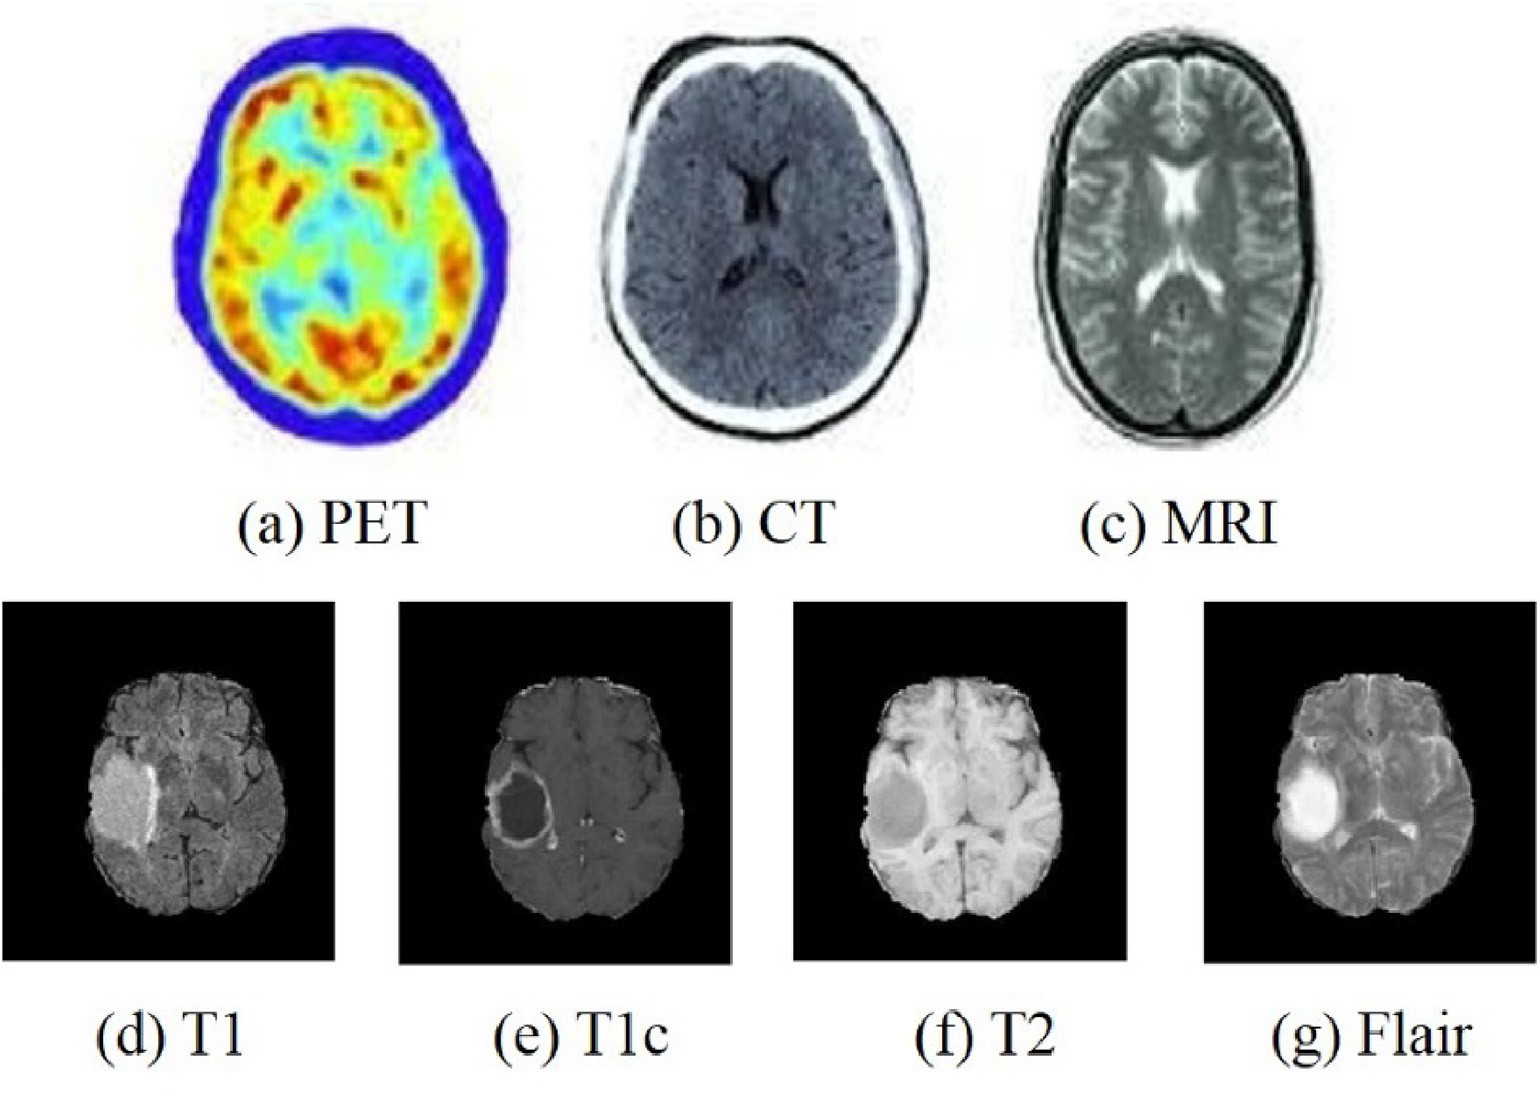 (a) PET
(b) CT
(c) MRI
(d) T1
(e) T1c
(f) T2
(g) Flair